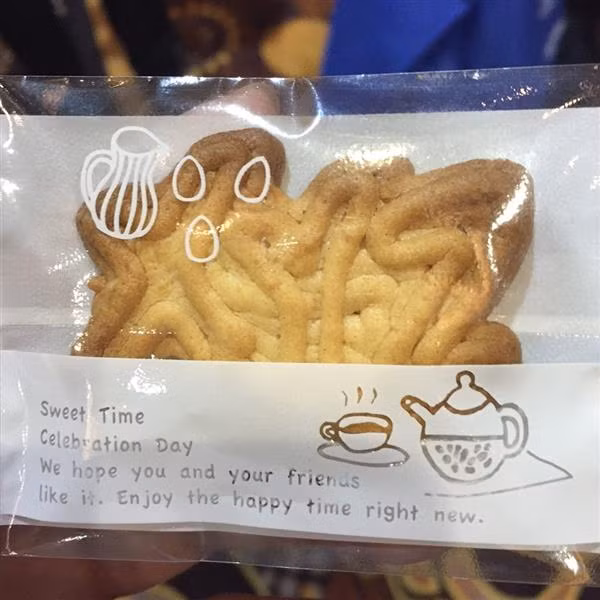 Sweet Time
Celebration Day
We hope you and your friends
like it. Enjoy the happy time right new.